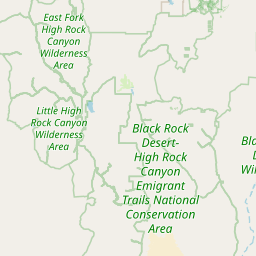 East Fork
High Rock
Canyon
Wilderness
Area
Little High
Rock Canyon
Wilderness
Area
Black Rock
Desert-
High Rock
Canyon
Emigrant
Trails National
Conservation
Area